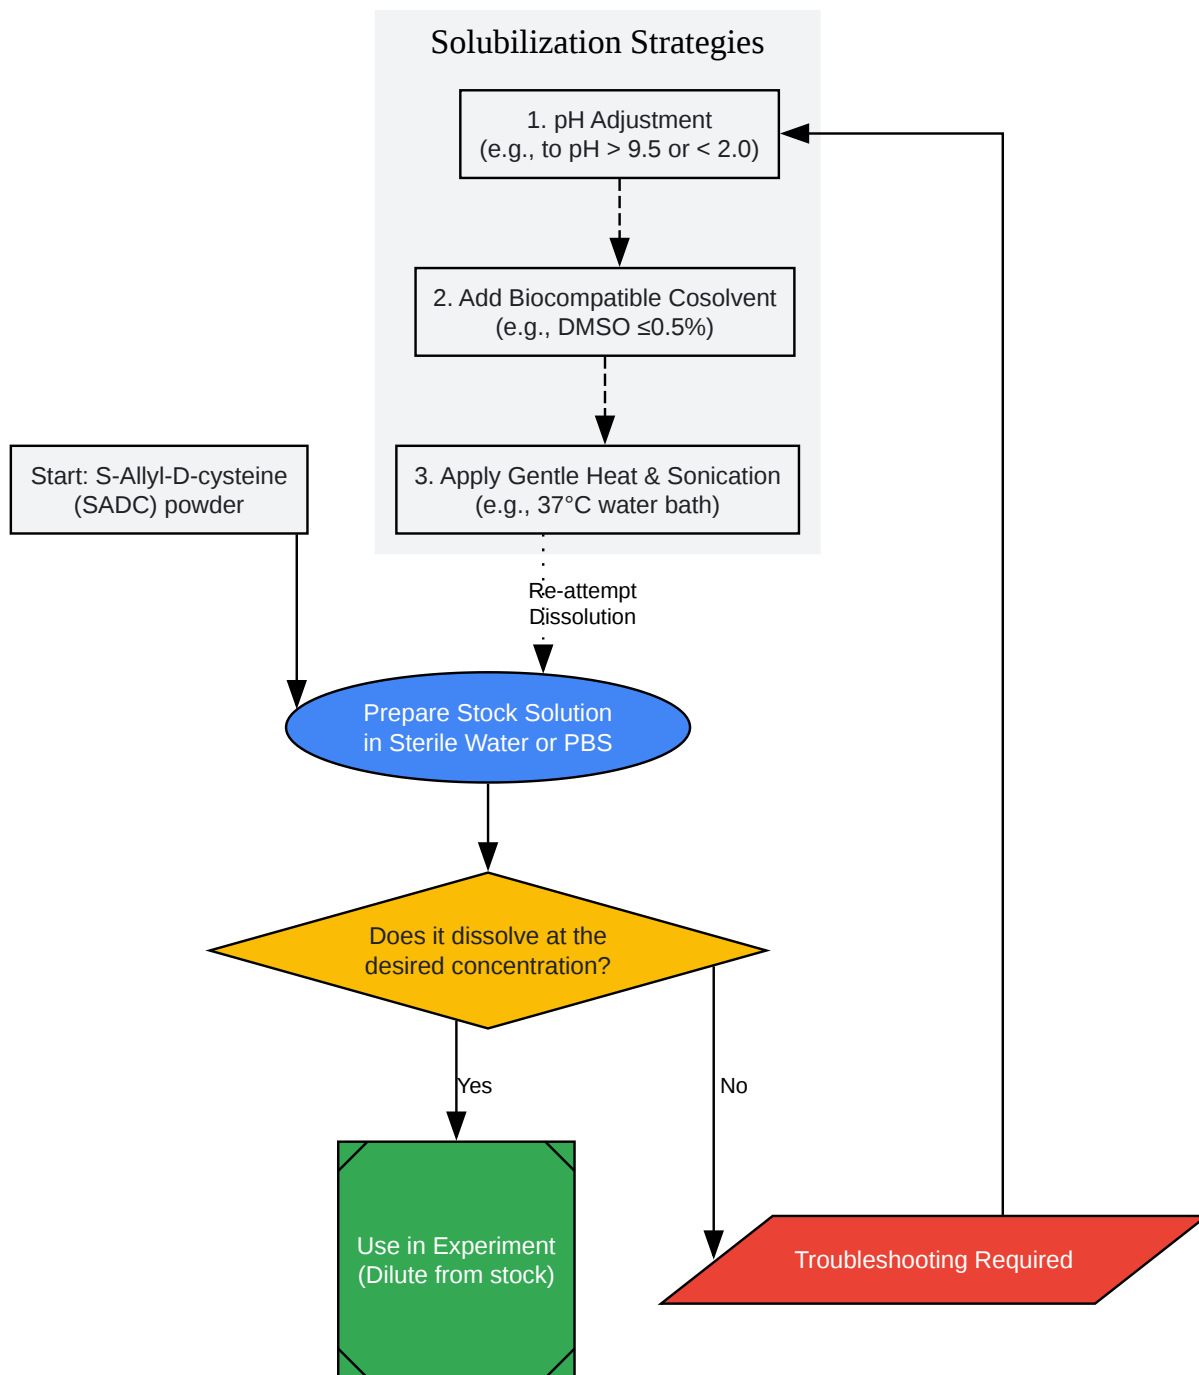 Solubilization Strategies
1. pH Adjustment
(e.g., to pH > 9.5 or < 2.0)
2. Add Biocompatible Cosolvent
(e.g., DMSO ≤0.5%)
Start: S-Allyl-D-cysteine
(SADC) powder
3. Apply Gentle Heat & Sonication
(e.g., 37°C water bath)
Re-attempt
Dissolution
Prepare Stock Solution
in Sterile Water or PBS
Does it dissolve at the
desired concentration?
Yes
No
Use in Experiment
(Dilute from stock)
Troubleshooting Required